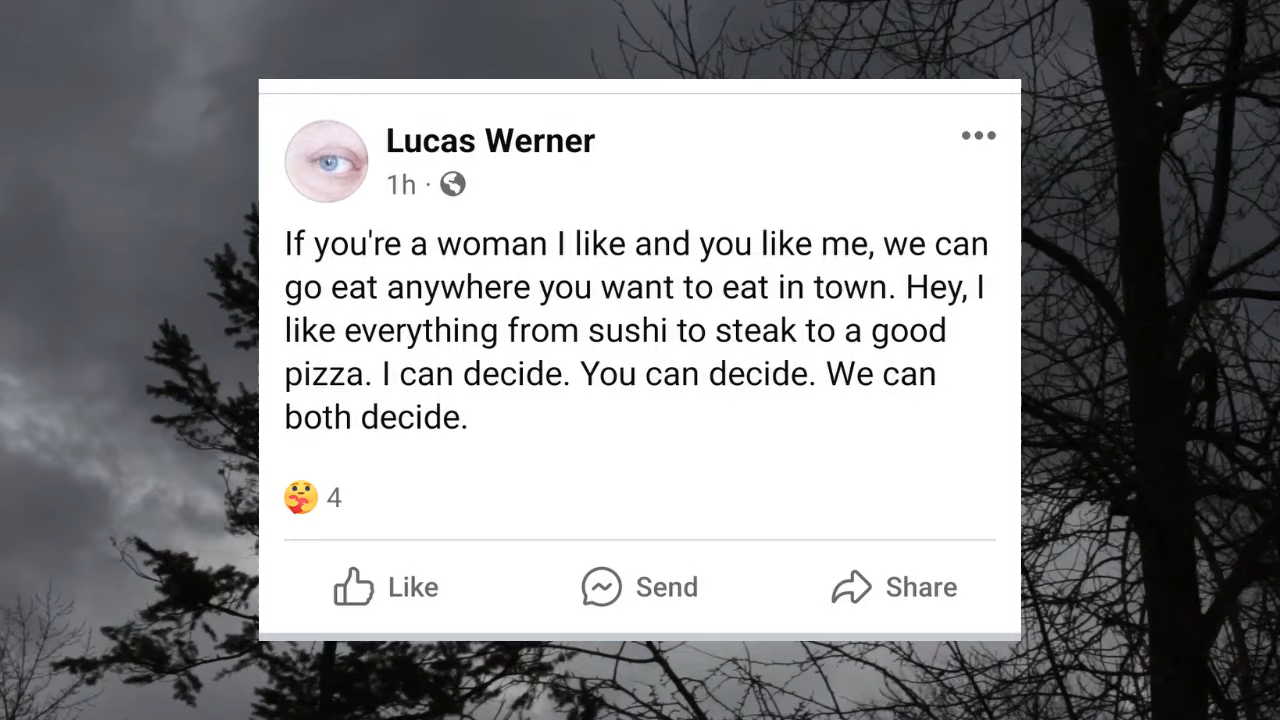 Lucas Werner
1h ·
If you're a woman I like and you like me, we can
go eat anywhere you want to eat in town. Hey, I
like everything from sushi to steak to a good
pizza. I can decide. You can decide. We can
both decide.
4
Like Send Share